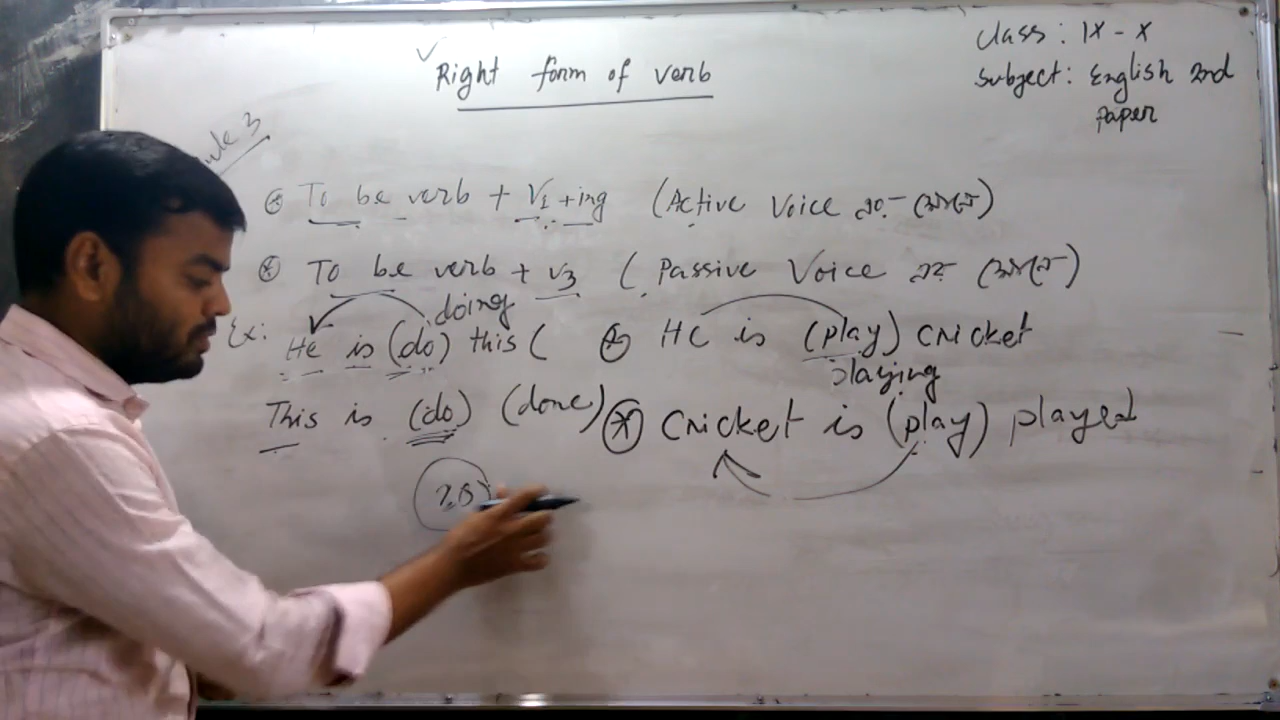 Right form of verb
Class: IX - X
Subject: English 2nd
Paper
Rule 3
To be verb + V1 + ing (Active Voice এর ক্ষেত্রে)
To be verb + V3 (Passive Voice এর ক্ষেত্রে)
doing
Ex: He is (do) this ( He is (play) cricket
playing
This is (do) (done) Cricket is (play) played